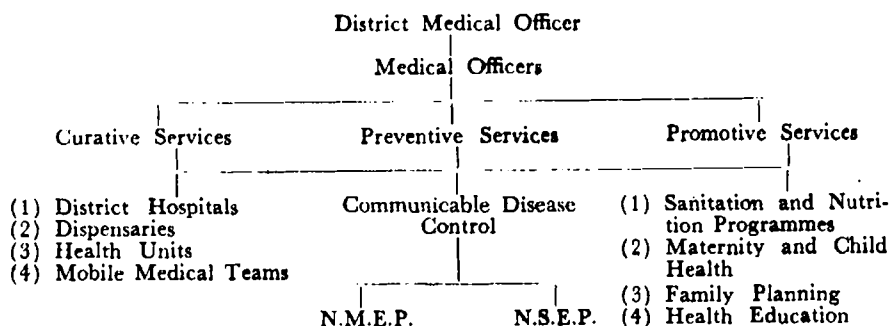 District Medical Officer
Medical Officers
Curative Services
Preventive Services
Promotive Services
(1) District Hospitals
(2) Dispensaries
(3) Health Units
(4) Mobile Medical Teams
Communicable Disease
Control
N.M.E.P.
N.S.E.P.
(1) Sanitation and Nutri-
tion Programmes
(2) Maternity and Child
Health
(3) Family Planning
(4) Health Education